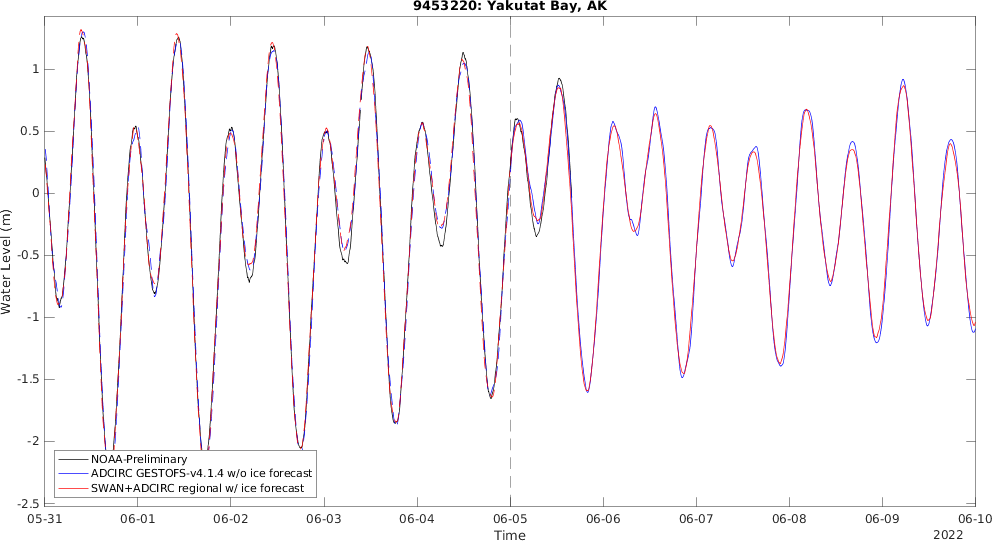 9453220: Yakutat Bay, AK
Water Level (m)
1
0.5
0
-0.5
-1
-1.5
-2
-2.5
NOAA-Preliminary
ADCIRC GESTOFS-v4.1.4 w/o ice forecast
SWAN+ADCIRC regional w/ ice forecast
05-31 06-01 06-02 06-03 06-04 06-05 06-06 06-07 06-08 06-09 06-10
Time
2022